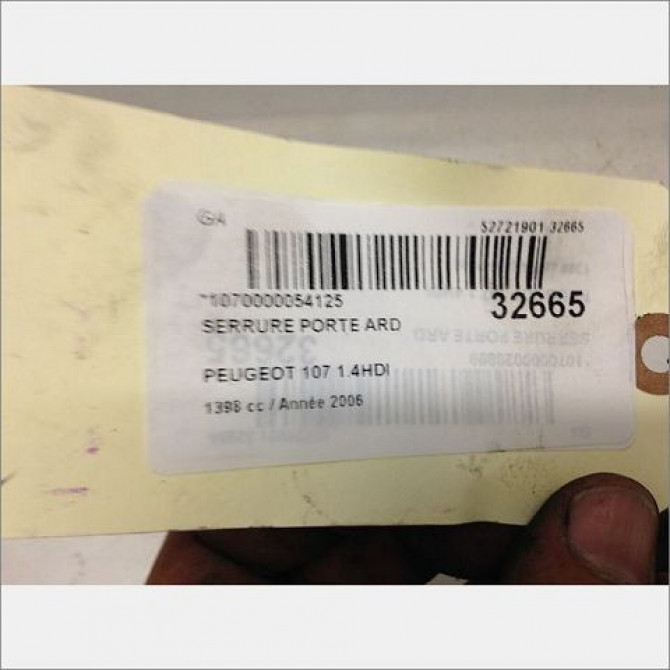 GA
52721901 32665
*1070000054125
32665
SERRURE PORTE ARD
PEUGEOT 107 1.4HDI
1398 cc / Année 2006